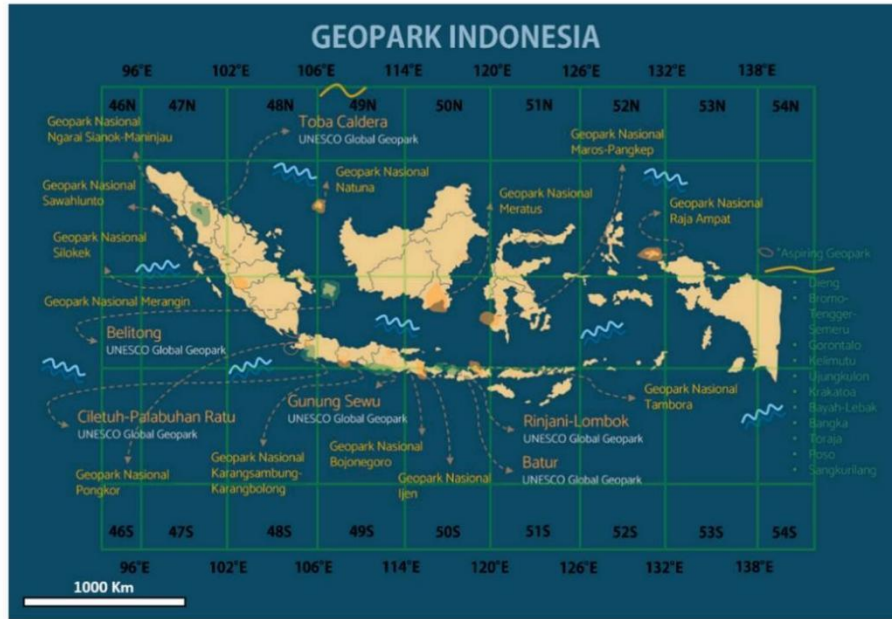 GEOPARK INDONESIA
96°E 102°E 106°E 114°E 120°E 126°E 132°E 138°E
46N 47N 48N 49N 50N 51N 52N 53N 54N
Geopark Nasional
Ngarai Sianok-Maninjau
Toba Caldera
UNESCO Global Geopark
Geopark Nasional
Maros-Pangkep
Geopark Nasional
Sawahlunto
Geopark Nasional
Natuna
Geopark Nasional
Meratus
Geopark Nasional
Raja Ampat
Geopark Nasional
Silokek
Geopark Nasional Merangin
Belitong
UNESCO Global Geopark
*Aspiring Geopark
• Dieng
• Bromo-
Tengger-
Semeru
• Gorontalo
• Kelimutu
• Ujungkulon
• Krakatoa
• Bayah-Lebak
• Bangka
• Toraja
• Poso
• Sangkurilang
Ciletuh-Palabuhan Ratu
UNESCO Global Geopark
Gunung Sewu
UNESCO Global Geopark
Rinjani-Lombok
UNESCO Global Geopark
Geopark Nasional
Tambora
Geopark Nasional
Pongkor
Geopark Nasional
Karangsambung-
Karangbolong
Geopark Nasional
Bojonegoro
Geopark Nasional
Ijen
Batur
UNESCO Global Geopark
46S 47S 48S 49S 50S 51S 52S 53S 54S
96°E 102°E 106°E 114°E 120°E 126°E 132°E 138°E
1000 Km